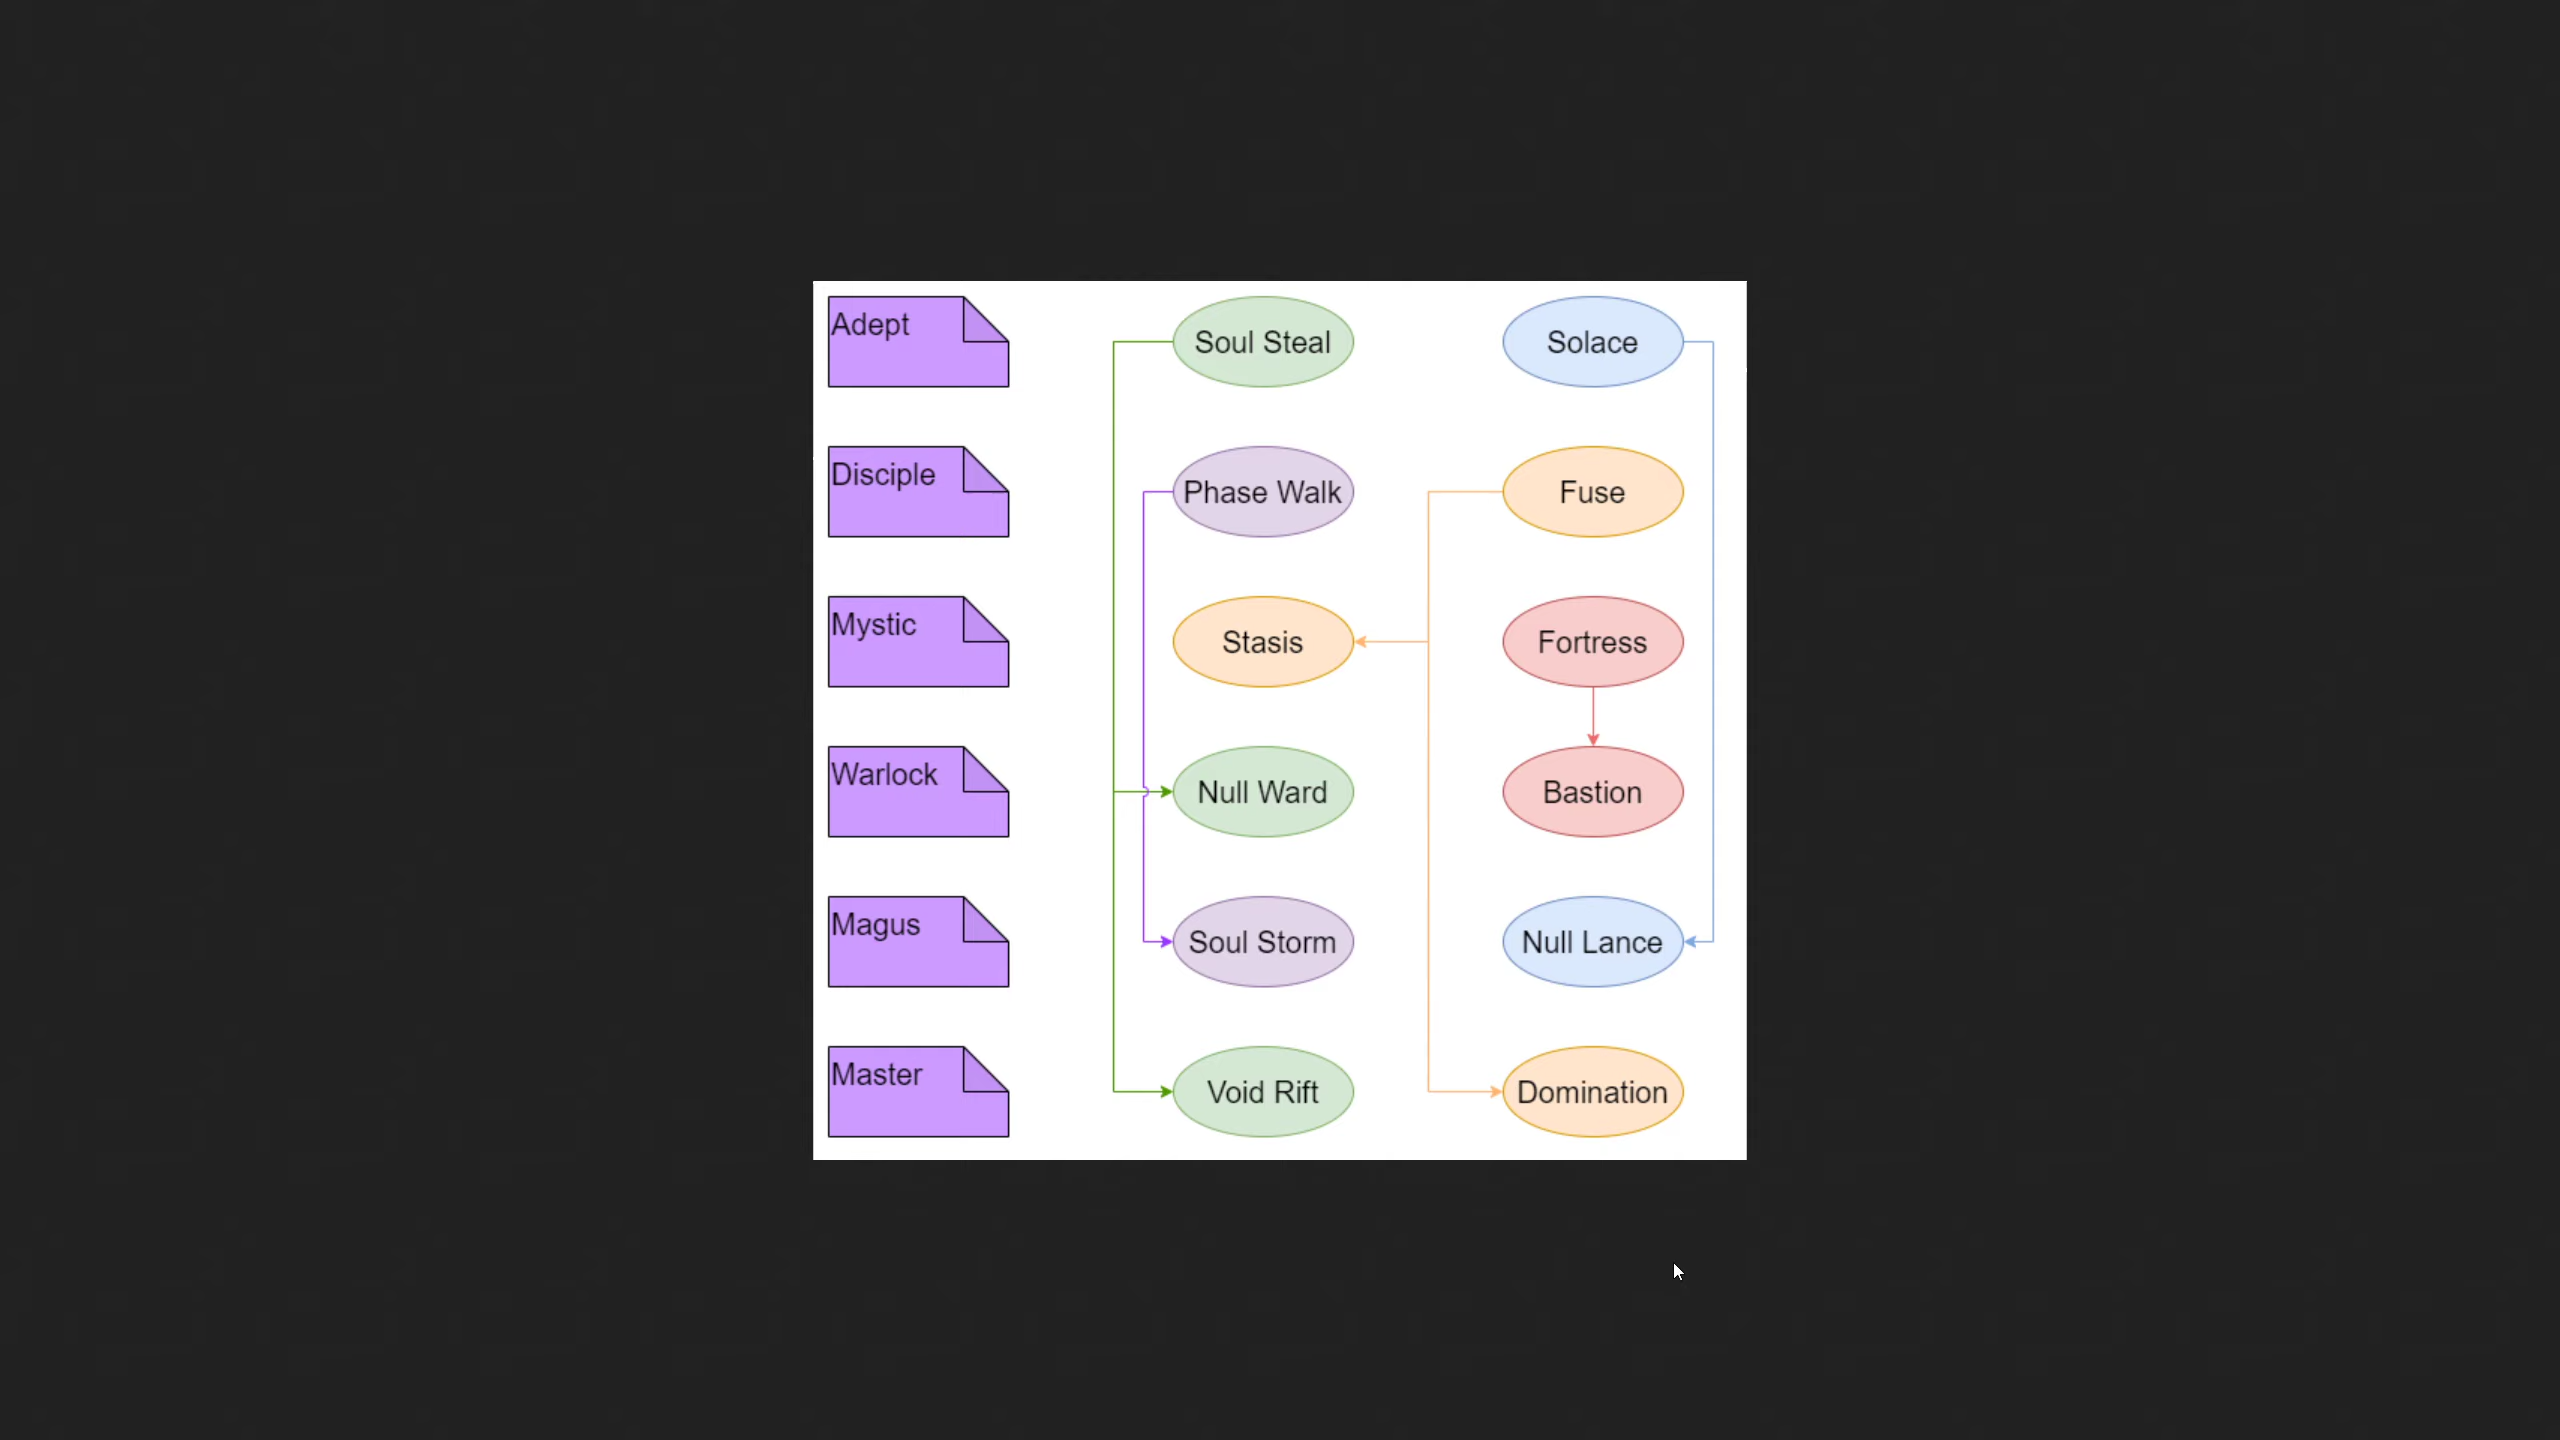 Adept
Soul Steal
Solace
Disciple
Phase Walk
Fuse
Mystic
Stasis
Fortress
Warlock
Null Ward
Bastion
Magus
Soul Storm
Null Lance
Master
Void Rift
Domination